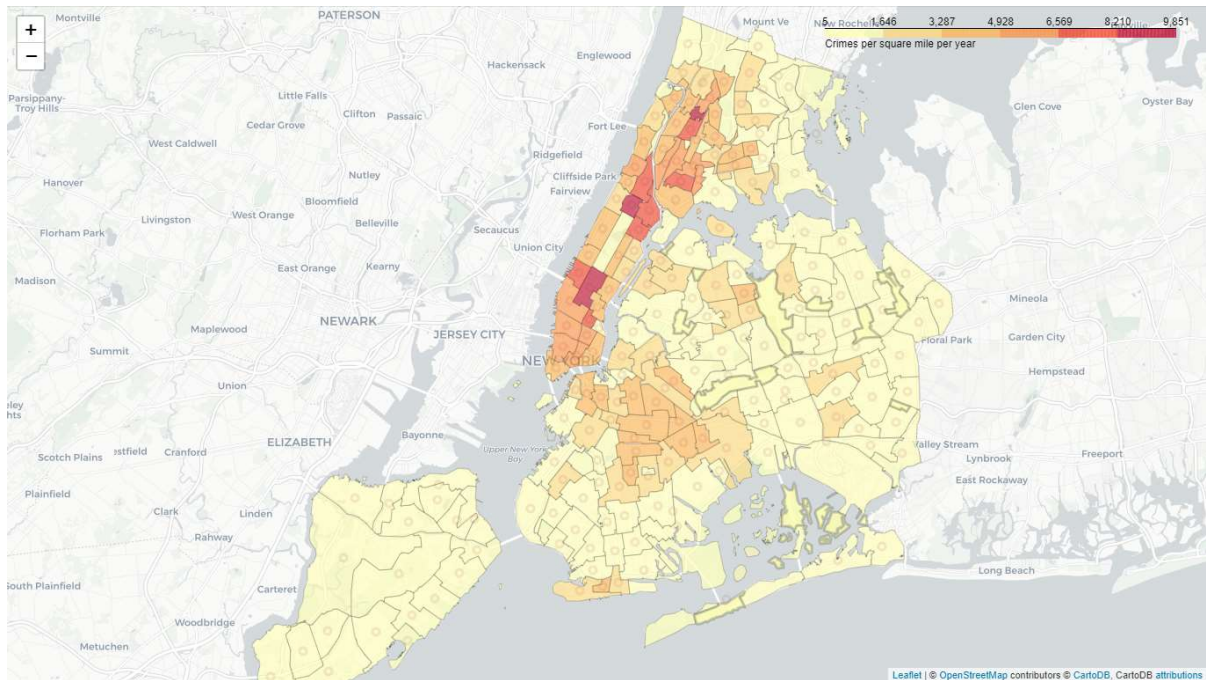 +
−
5 1,646 3,287 4,928 6,569 8,210 9,851
Crimes per square mile per year
PATERSON
Montville
Mount Ve
New Rochelle
Englewood
Hackensack
Parsippany-
Troy Hills
Little Falls
Glen Cove
Oyster Bay
Clifton
Passaic
Cedar Grove
Fort Lee
West Caldwell
Ridgefield
Nutley
Cliffside Park
Hanover
Fairview
Bloomfield
Livingston
West Orange
Belleville
Secaucus
Florham Park
Union City
East Orange
Kearny
Madison
Mineola
NEWARK
Maplewood
JERSEY CITY
Garden City
Floral Park
Summit
NEW YORK
Hempstead
Union
ELIZABETH
Bayonne
Valley Stream
Upper New York
Bay
Cranford
Freeport
Scotch Plains
Lynbrook
East Rockaway
Plainfield
Clark
Linden
Rahway
Long Beach
South Plainfield
Carteret
Woodbridge
Metuchen
Leaflet | © OpenStreetMap contributors © CartoDB, CartoDB attributions